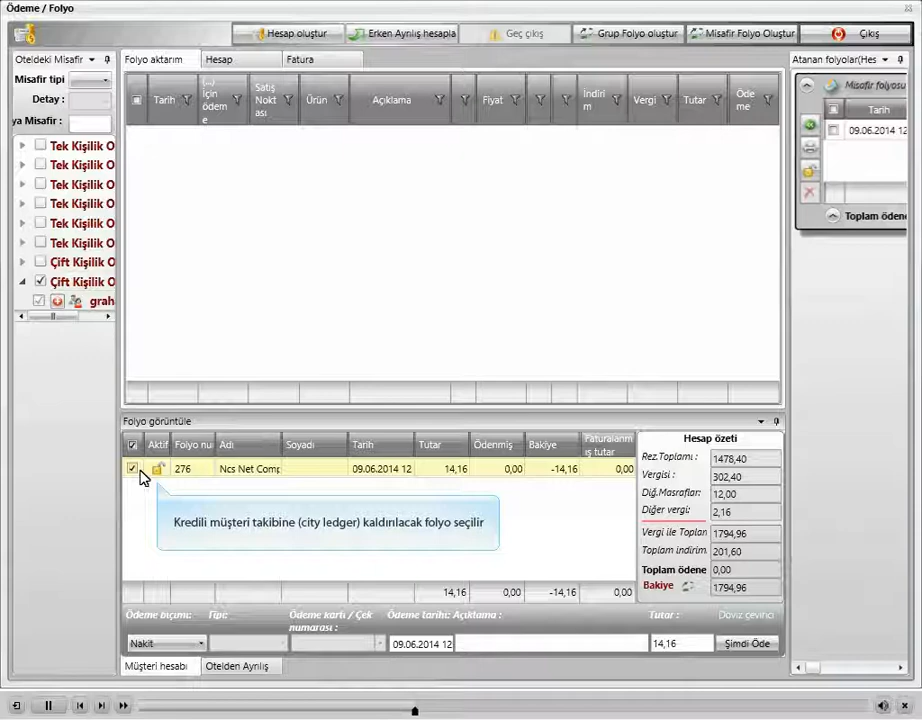 Ödeme / Folyo
Hesap oluştur
Erken Ayrılış hesapla
Geç çıkış
Grup Folyo oluştur
Misafir Folyo Oluştur
Çıkış
Oteldeki Misafir
Misafir tipi
Detay :
ya Misafir :
Tek Kişilik O
Tek Kişilik O
Tek Kişilik O
Tek Kişilik O
Tek Kişilik O
Tek Kişilik O
Çift Kişilik O
Çift Kişilik O
grah
Folyo aktarım
Hesap
Fatura
Tarih
(...) İçin ödem e
Satış Nokt ası
Ürün
Açıklama
Fiyat
İndiri m
Vergi
Tutar
Öde me
Atanan folyolar(Hes
Misafir folyosu
Tarih
09.06.2014 12
Toplam ödene
Folyo görüntüle
Aktif
Folyo nu
Adı
Soyadı
Tarih
Tutar
Ödenmiş
Bakiye
Faturalanm ış tutar
276
Ncs Net Comp
09.06.2014 12
14,16
0,00
-14,16
0,00
Kredili müşteri takibine (city ledger) kaldırılacak folyo seçilir
14,16
0,00
-14,16
0,00
Hesap özeti
Rez.Toplamı : 1478,40
Vergisi : 302,40
Diğ.Masraflar: 12,00
Diğer vergi: 2,16
Vergi ile Toplan 1794,96
Toplam indirim. 201,60
Toplam ödene 0,00
Bakiye 1794,96
Ödeme biçimi:
Tipi:
Ödeme kartı / Çek numarası :
Ödeme tarihi:
Açıklama :
Tutar :
Döviz çevirici
Nakit
09.06.2014 12
14,16
Şimdi Öde
Müşteri hesabı
Otelden Ayrılış